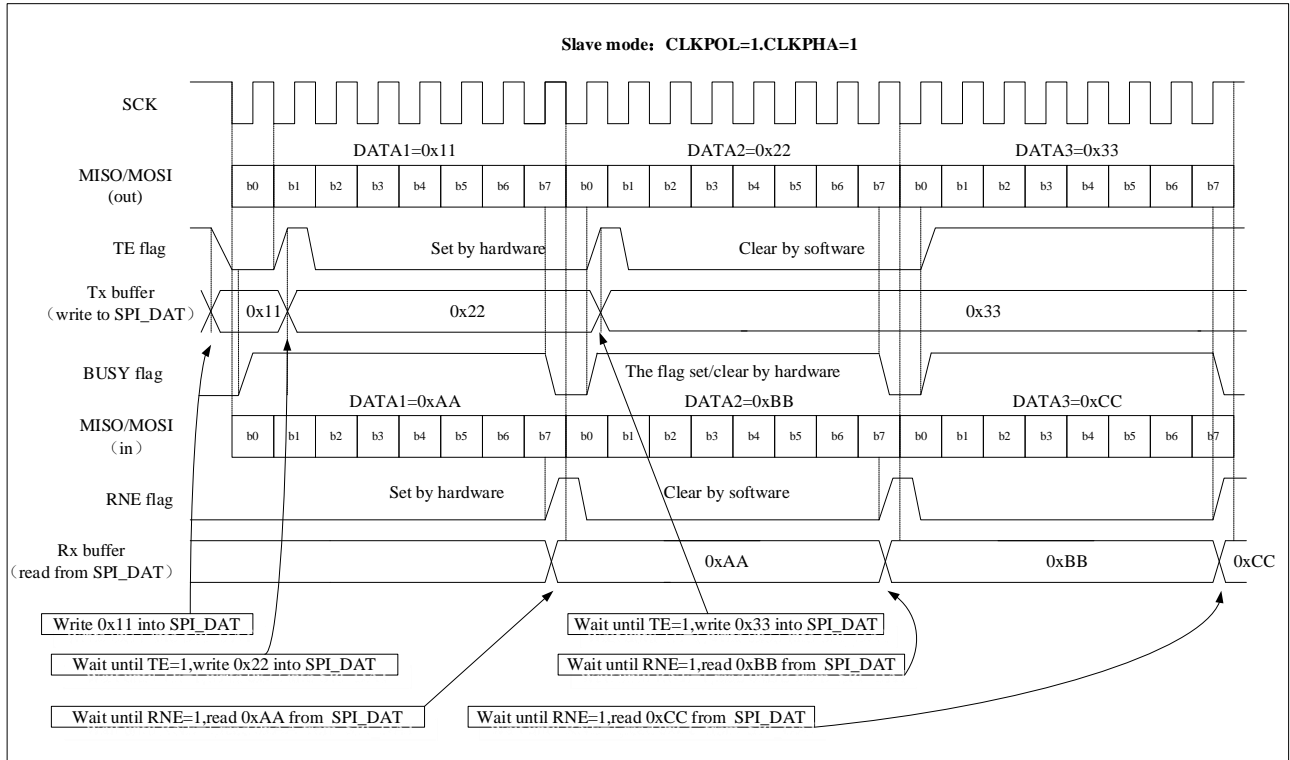 Slave mode：CLKPOL=1.CLKPHA=1
SCK
DATA1=0x11 DATA2=0x22 DATA3=0x33
MISO/MOSI
(out)
b0 b1 b2 b3 b4 b5 b6 b7 b0 b1 b2 b3 b4 b5 b6 b7 b0 b1 b2 b3 b4 b5 b6 b7
TE flag
Set by hardware Clear by software
Tx buffer
（write to SPI_DAT）
0x11 0x22 0x33
BUSY flag
The flag set/clear by hardware
DATA1=0xAA DATA2=0xBB DATA3=0xCC
MISO/MOSI
（in）
b0 b1 b2 b3 b4 b5 b6 b7 b0 b1 b2 b3 b4 b5 b6 b7 b0 b1 b2 b3 b4 b5 b6 b7
RNE flag
Set by hardware Clear by software
Rx buffer
（read from SPI_DAT）
0xAA 0xBB 0xCC
Write 0x11 into SPI_DAT
Wait until TE=1,write 0x33 into SPI_DAT
Wait until TE=1,write 0x22 into SPI_DAT
Wait until RNE=1,read 0xBB from SPI_DAT
Wait until RNE=1,read 0xAA from SPI_DAT
Wait until RNE=1,read 0xCC from SPI_DAT